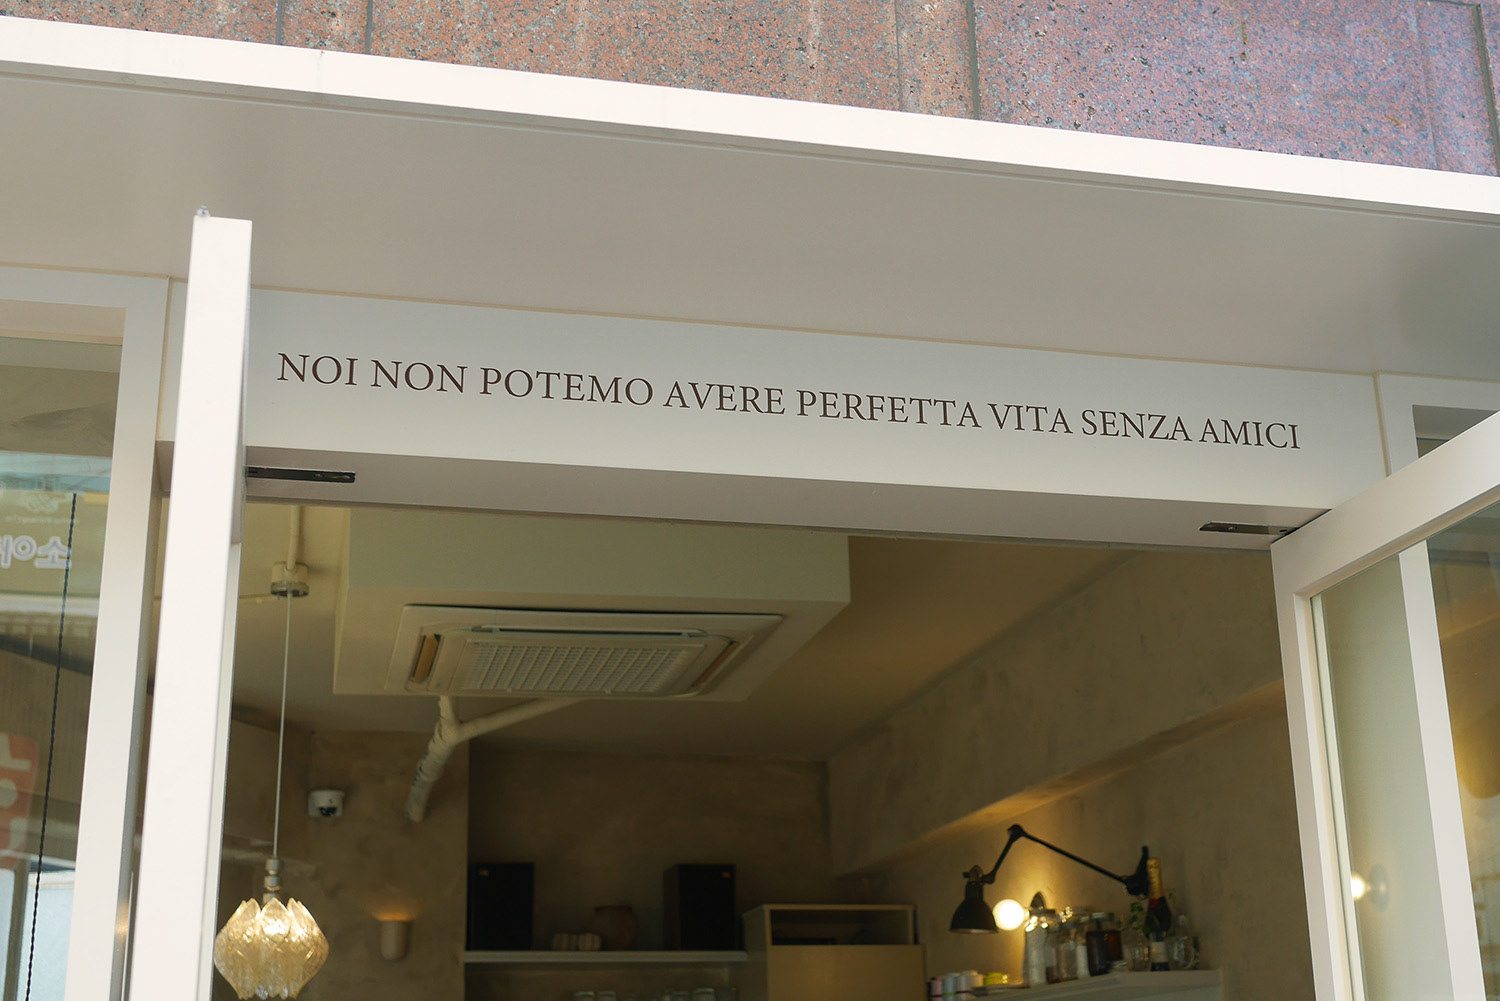 NOI NON POTEMO AVERE PERFETTA VITA SENZA AMICI